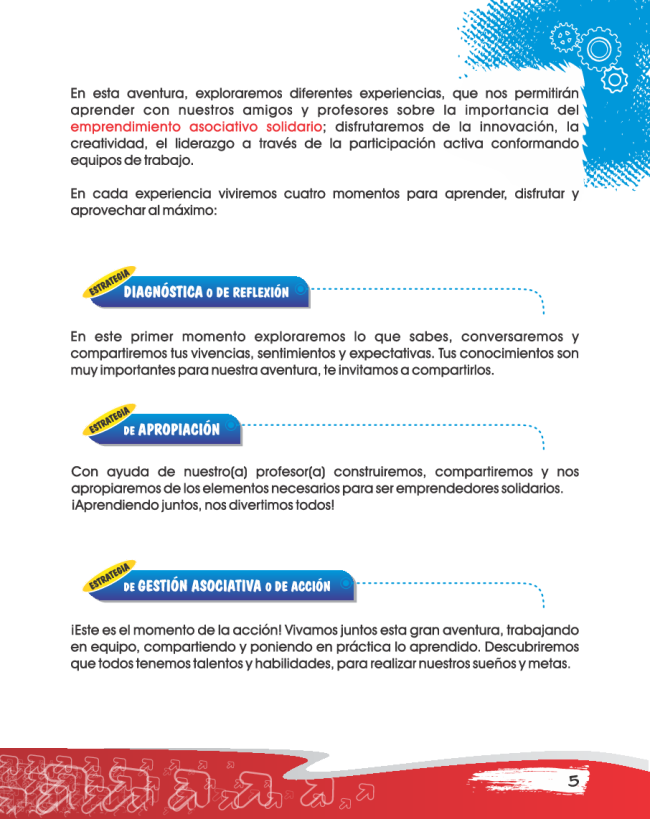 En esta aventura, exploraremos diferentes experiencias, que nos permitirán
aprender con nuestros amigos y profesores sobre la importancia del
emprendimiento asociativo solidario; disfrutaremos de la innovación, la
creatividad, el liderazgo a través de la participación activa conformando
equipos de trabajo.
En cada experiencia viviremos cuatro momentos para aprender, disfrutar y
aprovechar al máximo:
ESTRATEGIA
DIAGNÓSTICA O DE REFLEXIÓN
En este primer momento exploraremos lo que sabes, conversaremos y
compartiremos tus vivencias, sentimientos y expectativas. Tus conocimientos son
muy importantes para nuestra aventura, te invitamos a compartirlos.
ESTRATEGIA
DE APROPIACIÓN
Con ayuda de nuestro(a) profesor(a) construiremos, compartiremos y nos
apropiaremos de los elementos necesarios para ser emprendedores solidarios.
¡Aprendiendo juntos, nos divertimos todos!
ESTRATEGIA
DE GESTIÓN ASOCIATIVA O DE ACCIÓN
¡Este es el momento de la acción! Vivamos juntos esta gran aventura, trabajando
en equipo, compartiendo y poniendo en práctica lo aprendido. Descubriremos
que todos tenemos talentos y habilidades, para realizar nuestros sueños y metas.
5